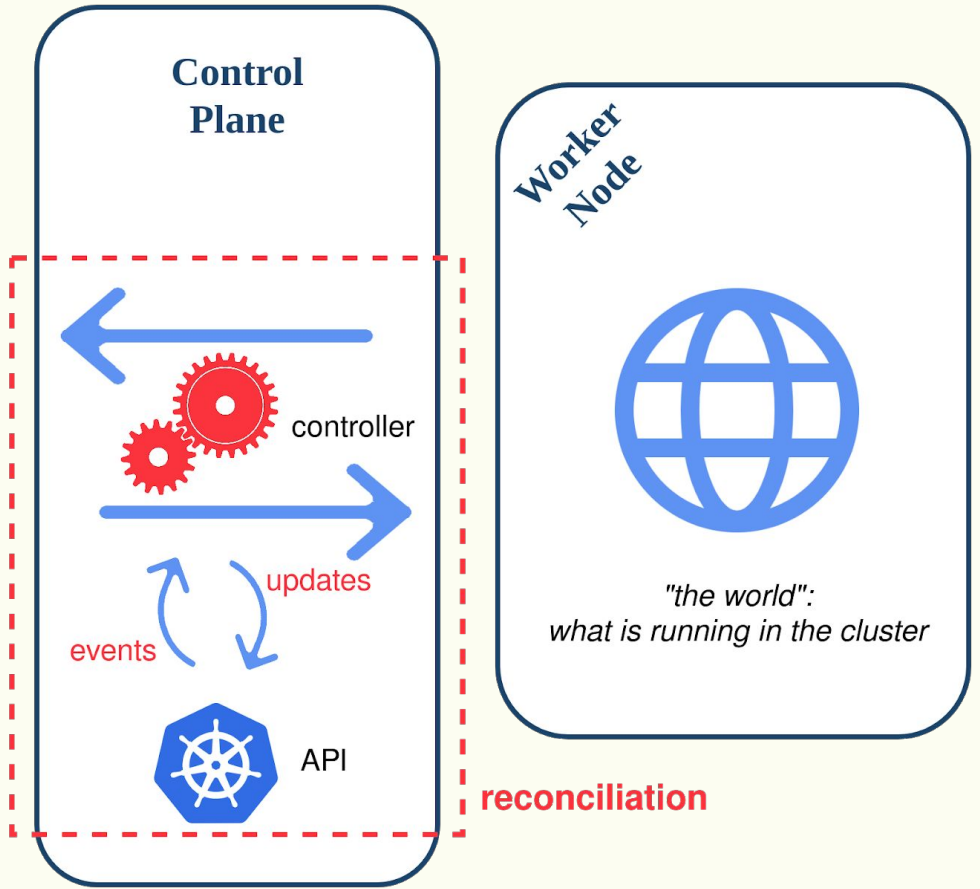 Control
Plane
Worker
Node
controller
updates
events
API
"the world":
what is running in the cluster
reconciliation